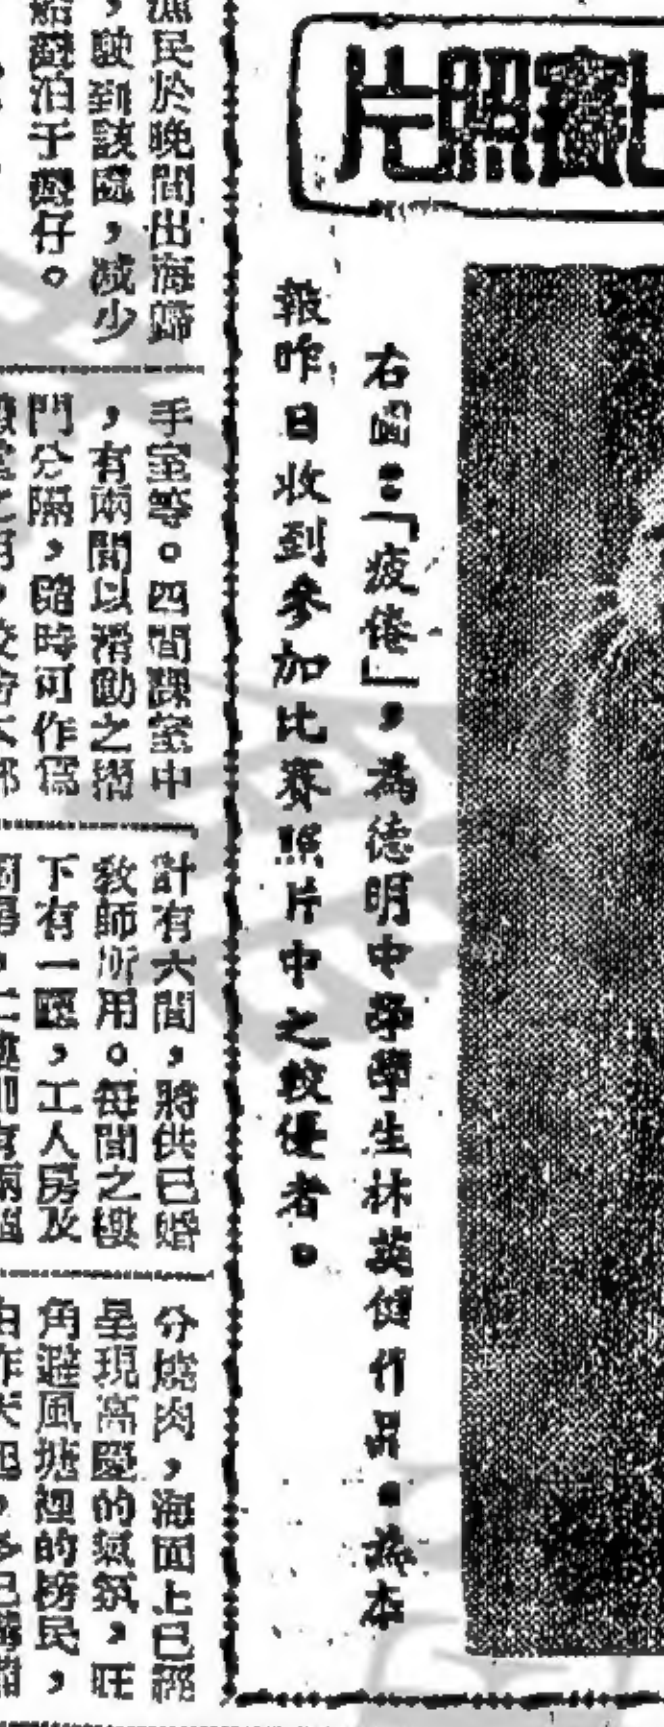 比賽照片
右圖：「疲倦」，為德明中學學生林英健作品。為本
報昨日收到參加比賽照片中之較優者。
漁民於晚間出海歸
，駛到該區，减少
艇灣泊于灣仔。
手室等。四間課室中
，有兩間以滑動之摺
門分隔，隨時可作爲
計有六間，將供已婚
教師所用。每間之樓
下有一廳，工人房及
分燒肉，海面上已經
呈現高慶的氣氛，旺
角避風塘裡的榜民，